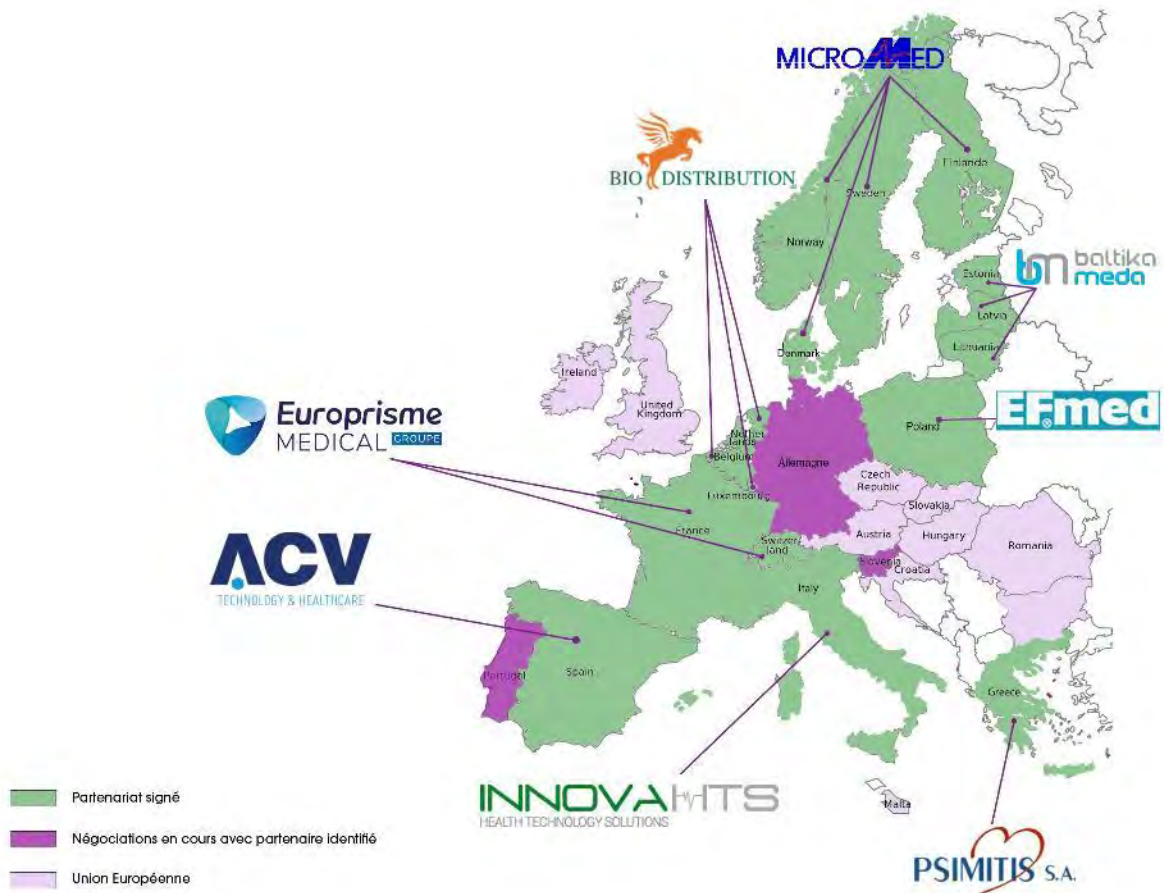 MICROMED
BIO DISTRIBUTION
Finlande
Sweden
Norway
baltika
meda
Estonia
Latvia
Lithuania
Denmark
Ireland
United
Kingdom
EFmed
Poland
Europrisme
MEDICAL GROUPE
Nether
lands
Belgium
Allemagne
Luxembourg
Czech
Republic
Slovakia
France
Austria
Hungary
Switzer
land
Romania
Slovenia
Croatia
ACV
TECHNOLOGY & HEALTHCARE
Italy
Spain
Portugal
Greece
INNOVA HTS
HEALTH TECHNOLOGY SOLUTIONS
Malta
Partenariat signé
Négociations en cours avec partenaire identifié
Union Européenne
PSIMITIS S.A.